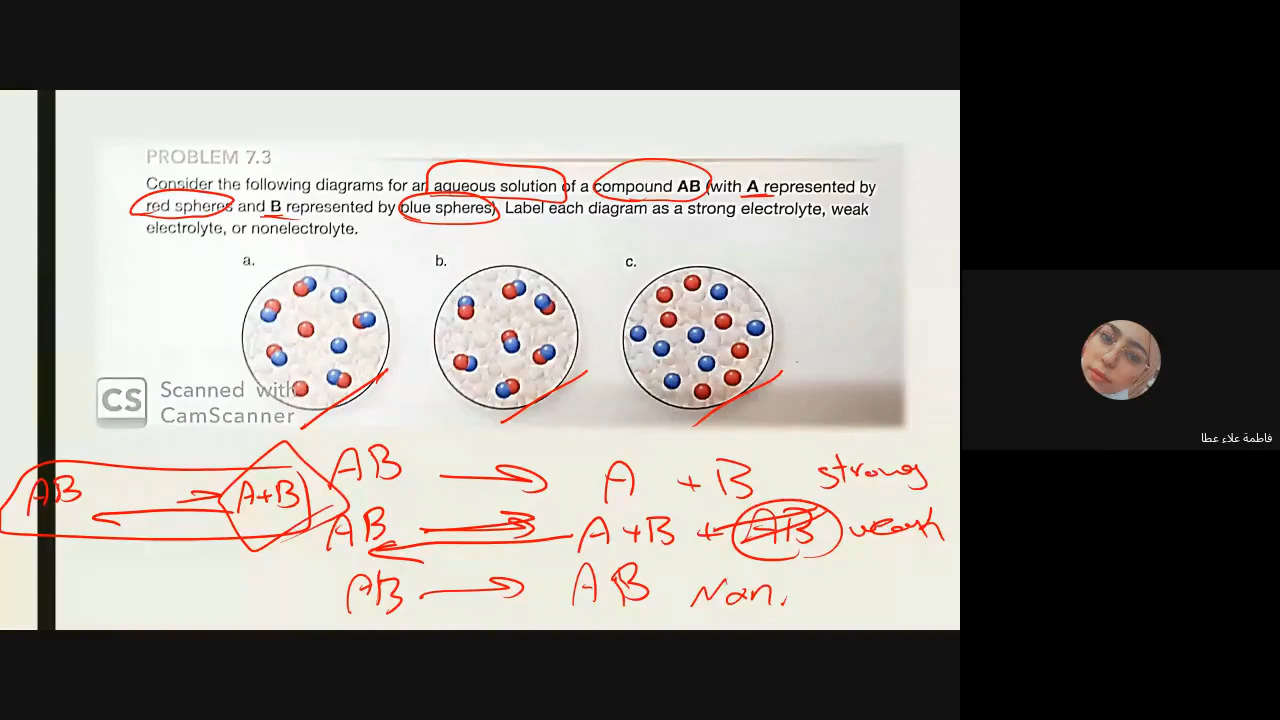 PROBLEM 7.3
Consider the following diagrams for an aqueous solution of a compound AB (with A represented by
red spheres and B represented by blue spheres). Label each diagram as a strong electrolyte, weak
electrolyte, or nonelectrolyte.
a. b. c.
CS Scanned with
CamScanner
AB → A + B strong
AB ⇌ A+B
AB ⇌ A+B + AB weak
AB → AB Non.
فاطمة علاء عطا